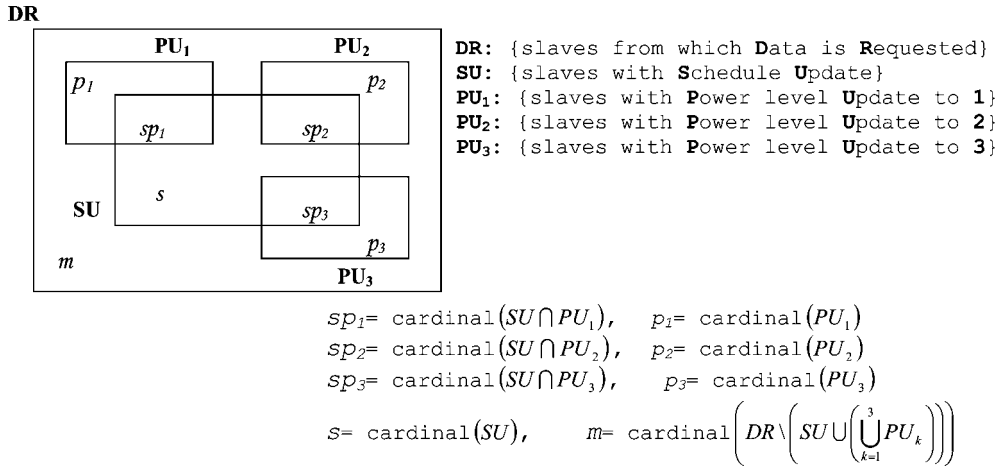 DR
PU₁ PU₂
p₁ p₂
sp₁ sp₂
SU s sp₃
m p₃
PU₃
DR: {slaves from which Data is Requested}
SU: {slaves with Schedule Update}
PU₁: {slaves with Power level Update to 1}
PU₂: {slaves with Power level Update to 2}
PU₃: {slaves with Power level Update to 3}
sp₁= cardinal(SU⋂PU₁), p₁= cardinal(PU₁)
sp₂= cardinal(SU⋂PU₂), p₂= cardinal(PU₂)
sp₃= cardinal(SU⋂PU₃), p₃= cardinal(PU₃)
s= cardinal(SU), m= cardinal(DR\(SU⋃(⋃ₖ₌₁³PUₖ)))